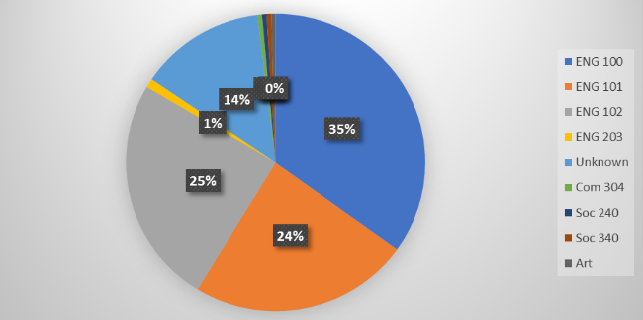 0%
14%
1%
35%
25%
24%
ENG 100
ENG 101
ENG 102
ENG 203
Unknown
Com 304
Soc 240
Soc 340
Art